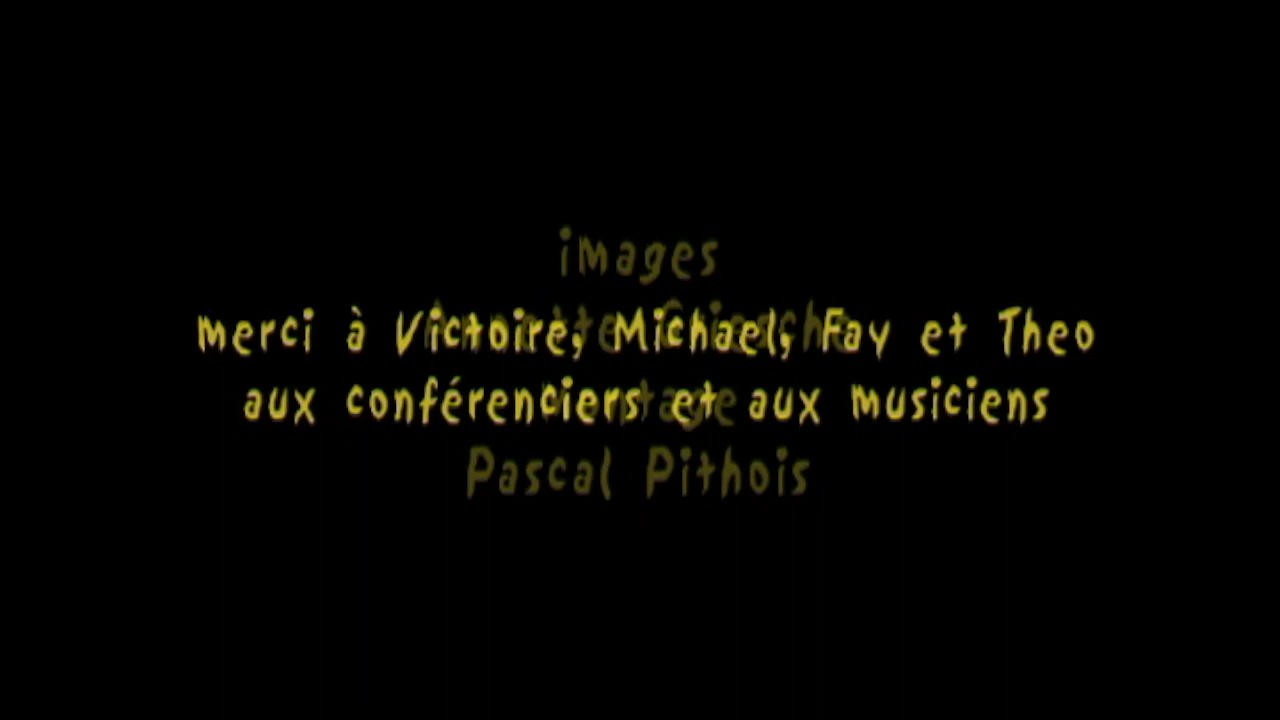 images
merci à Victoire, Michael, Fay et Theo
aux conférenciers et aux musiciens
Pascal Pithois